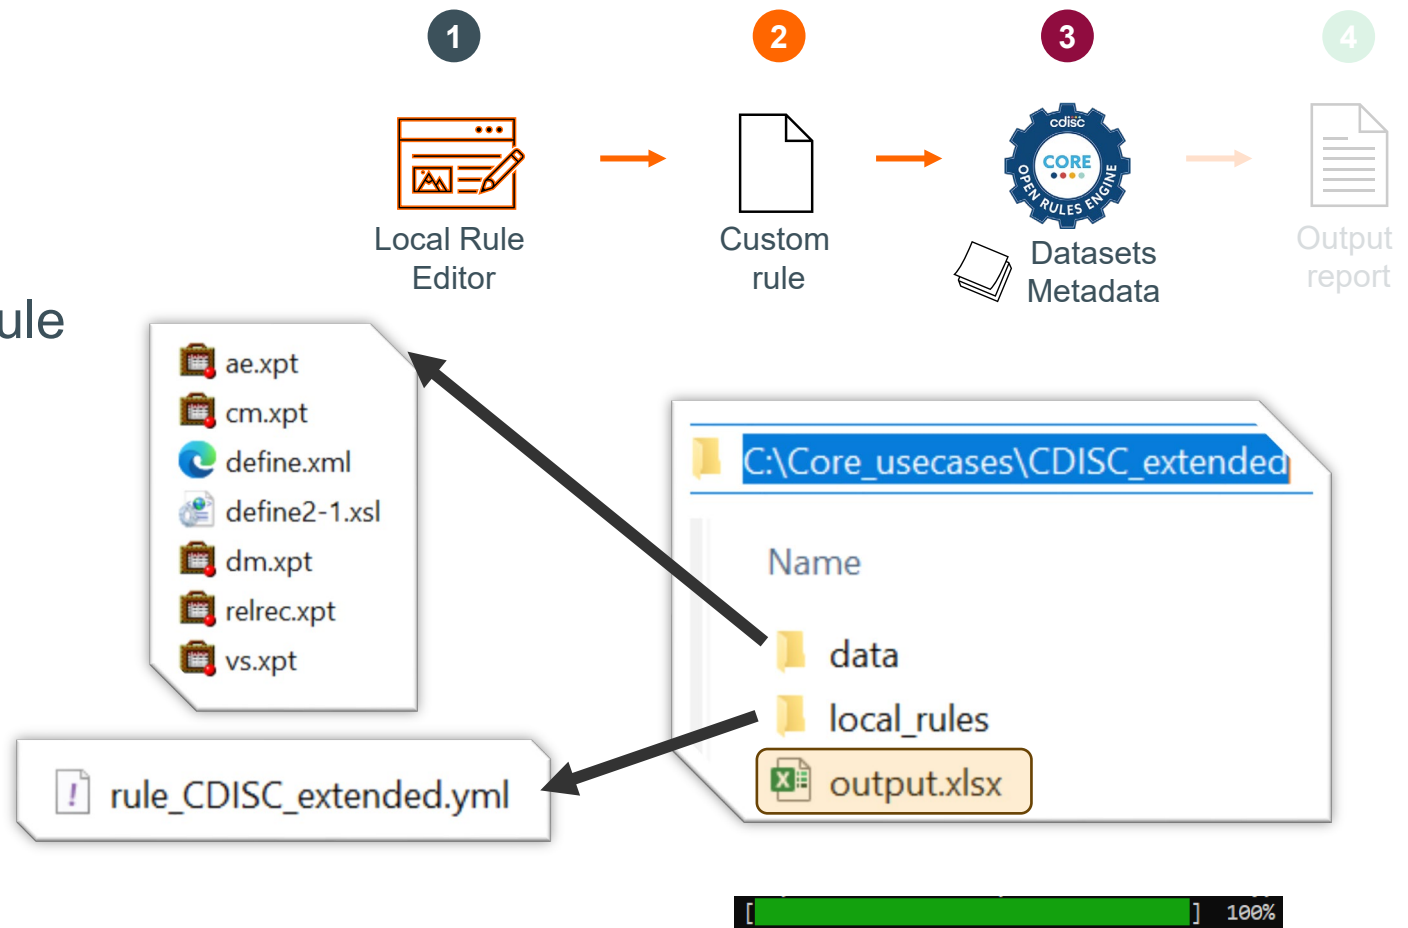 1
2
3
4
cdisc
CORE
OPEN RULES ENGINE
Local Rule
Editor
Custom
rule
Datasets
Metadata
Output
report
ule
ae.xpt
cm.xpt
define.xml
define2-1.xsl
dm.xpt
relrec.xpt
vs.xpt
C:\Core_usecases\CDISC_extended
Name
data
local_rules
output.xlsx
rule_CDISC_extended.yml
[ ] 100%